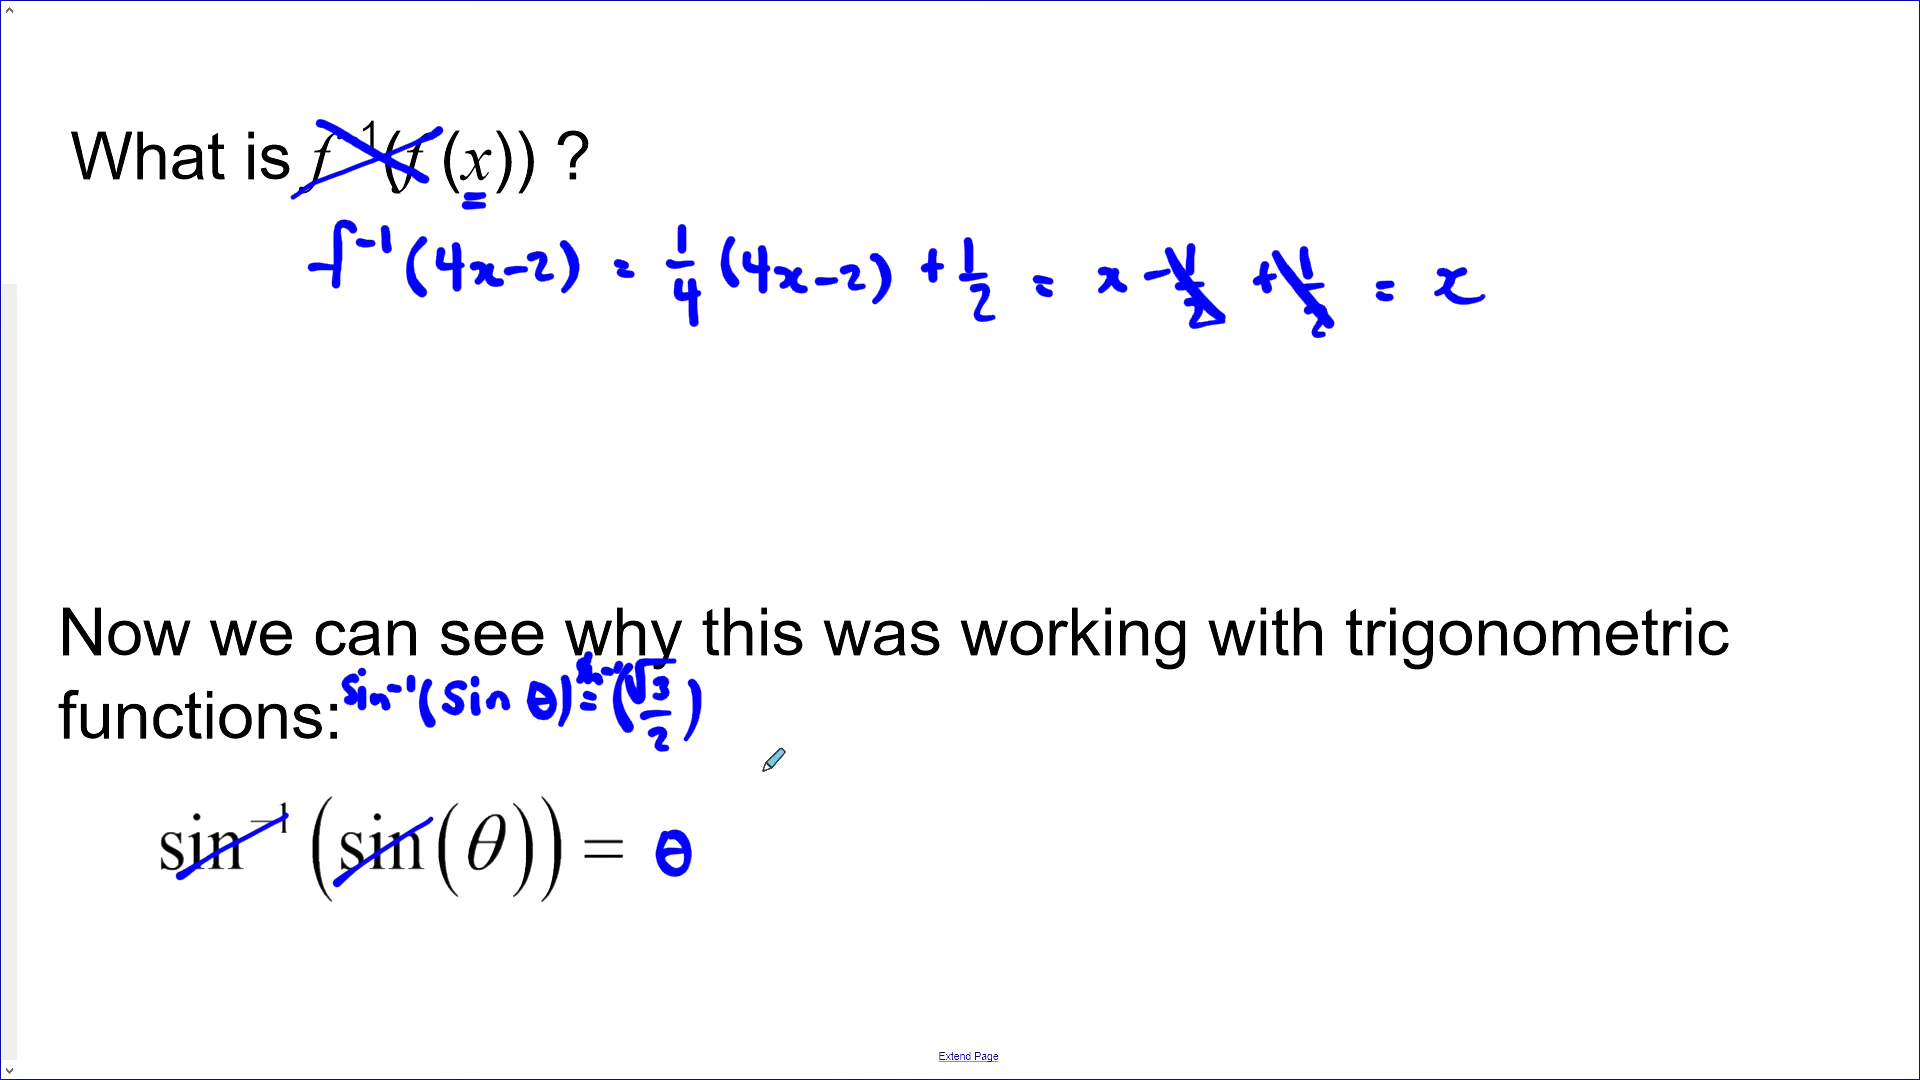 What is f⁻¹(f(x)) ?
f⁻¹(4x-2) = 1/4 (4x-2) + 1/2 = x - 1/2 + 1/2 = x
Now we can see why this was working with trigonometric
functions: sin⁻¹(sin θ) = sin⁻¹(√3/2)
sin⁻¹(sin(θ)) = θ
Extend Page